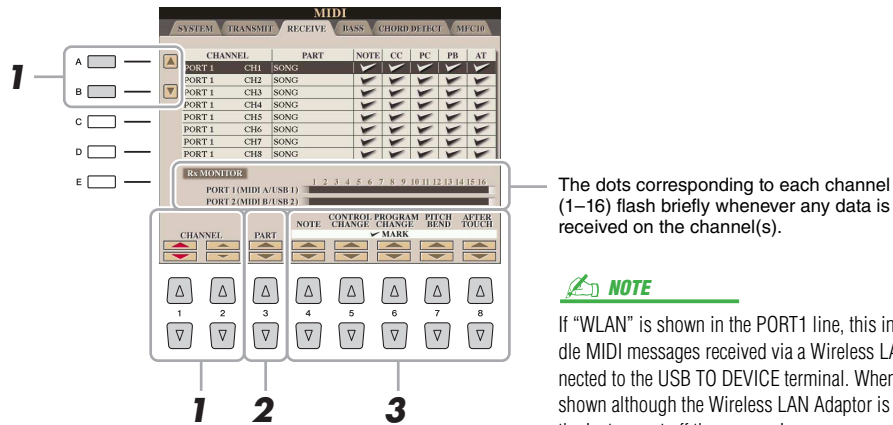 MIDI
SYSTEM TRANSMIT RECEIVE BASS CHORD DETECT MFC10
CHANNEL PART NOTE CC PC PB AT
PORT 1 CH1 SONG
PORT 1 CH2 SONG
PORT 1 CH3 SONG
PORT 1 CH4 SONG
PORT 1 CH5 SONG
PORT 1 CH6 SONG
PORT 1 CH7 SONG
PORT 1 CH8 SONG
A
B
C
D
E
1
Rx MONITOR
1 2 3 4 5 6 7 8 9 10 11 12 13 14 15 16
PORT 1 (MIDI A/USB 1)
PORT 2 (MIDI B/USB 2)
CHANNEL PART NOTE CONTROL CHANGE PROGRAM CHANGE PITCH BEND AFTER TOUCH
MARK
1 2 3 4 5 6 7 8
1 2 3
The dots corresponding to each channel
(1–16) flash briefly whenever any data is
received on the channel(s).
NOTE
If “WLAN” is shown in the PORT1 line, this in
dle MIDI messages received via a Wireless LA
nected to the USB TO DEVICE terminal. When
shown although the Wireless LAN Adaptor is